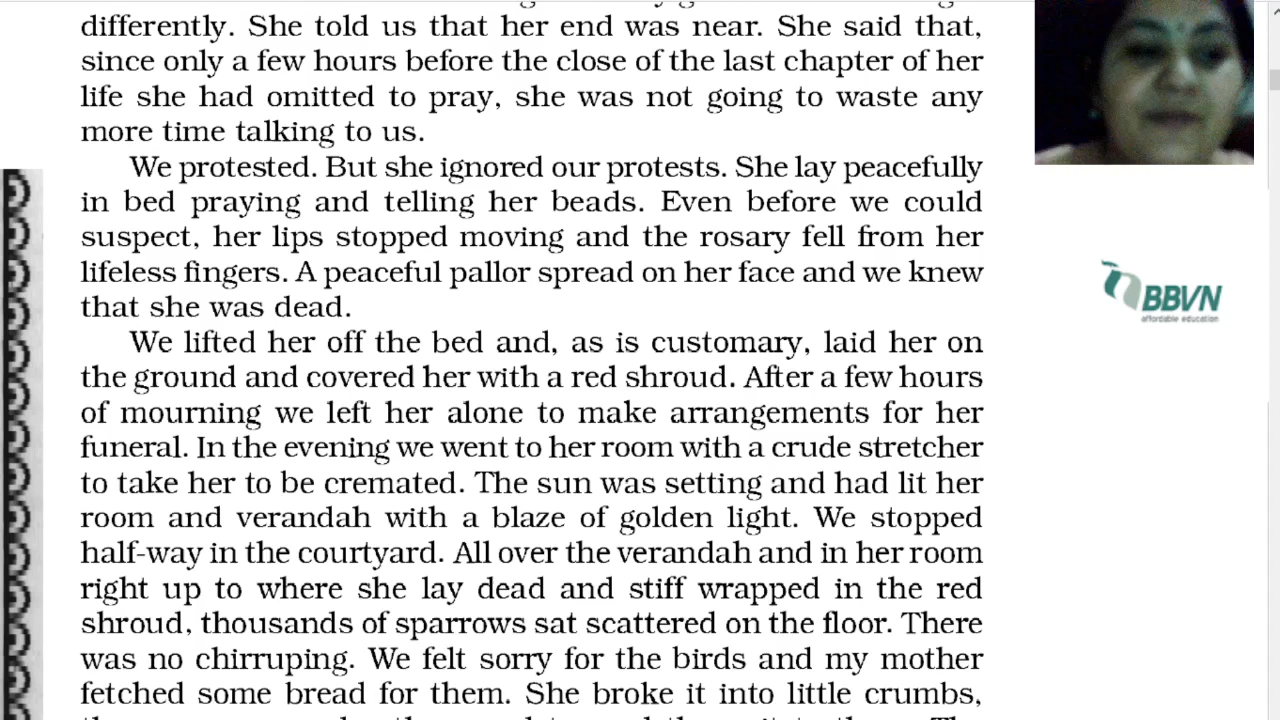 differently. She told us that her end was near. She said that,
since only a few hours before the close of the last chapter of her
life she had omitted to pray, she was not going to waste any
more time talking to us.
We protested. But she ignored our protests. She lay peacefully
in bed praying and telling her beads. Even before we could
suspect, her lips stopped moving and the rosary fell from her
lifeless fingers. A peaceful pallor spread on her face and we knew
that she was dead.
We lifted her off the bed and, as is customary, laid her on
the ground and covered her with a red shroud. After a few hours
of mourning we left her alone to make arrangements for her
funeral. In the evening we went to her room with a crude stretcher
to take her to be cremated. The sun was setting and had lit her
room and verandah with a blaze of golden light. We stopped
half-way in the courtyard. All over the verandah and in her room
right up to where she lay dead and stiff wrapped in the red
shroud, thousands of sparrows sat scattered on the floor. There
was no chirruping. We felt sorry for the birds and my mother
fetched some bread for them. She broke it into little crumbs,
BBVN
affordable education